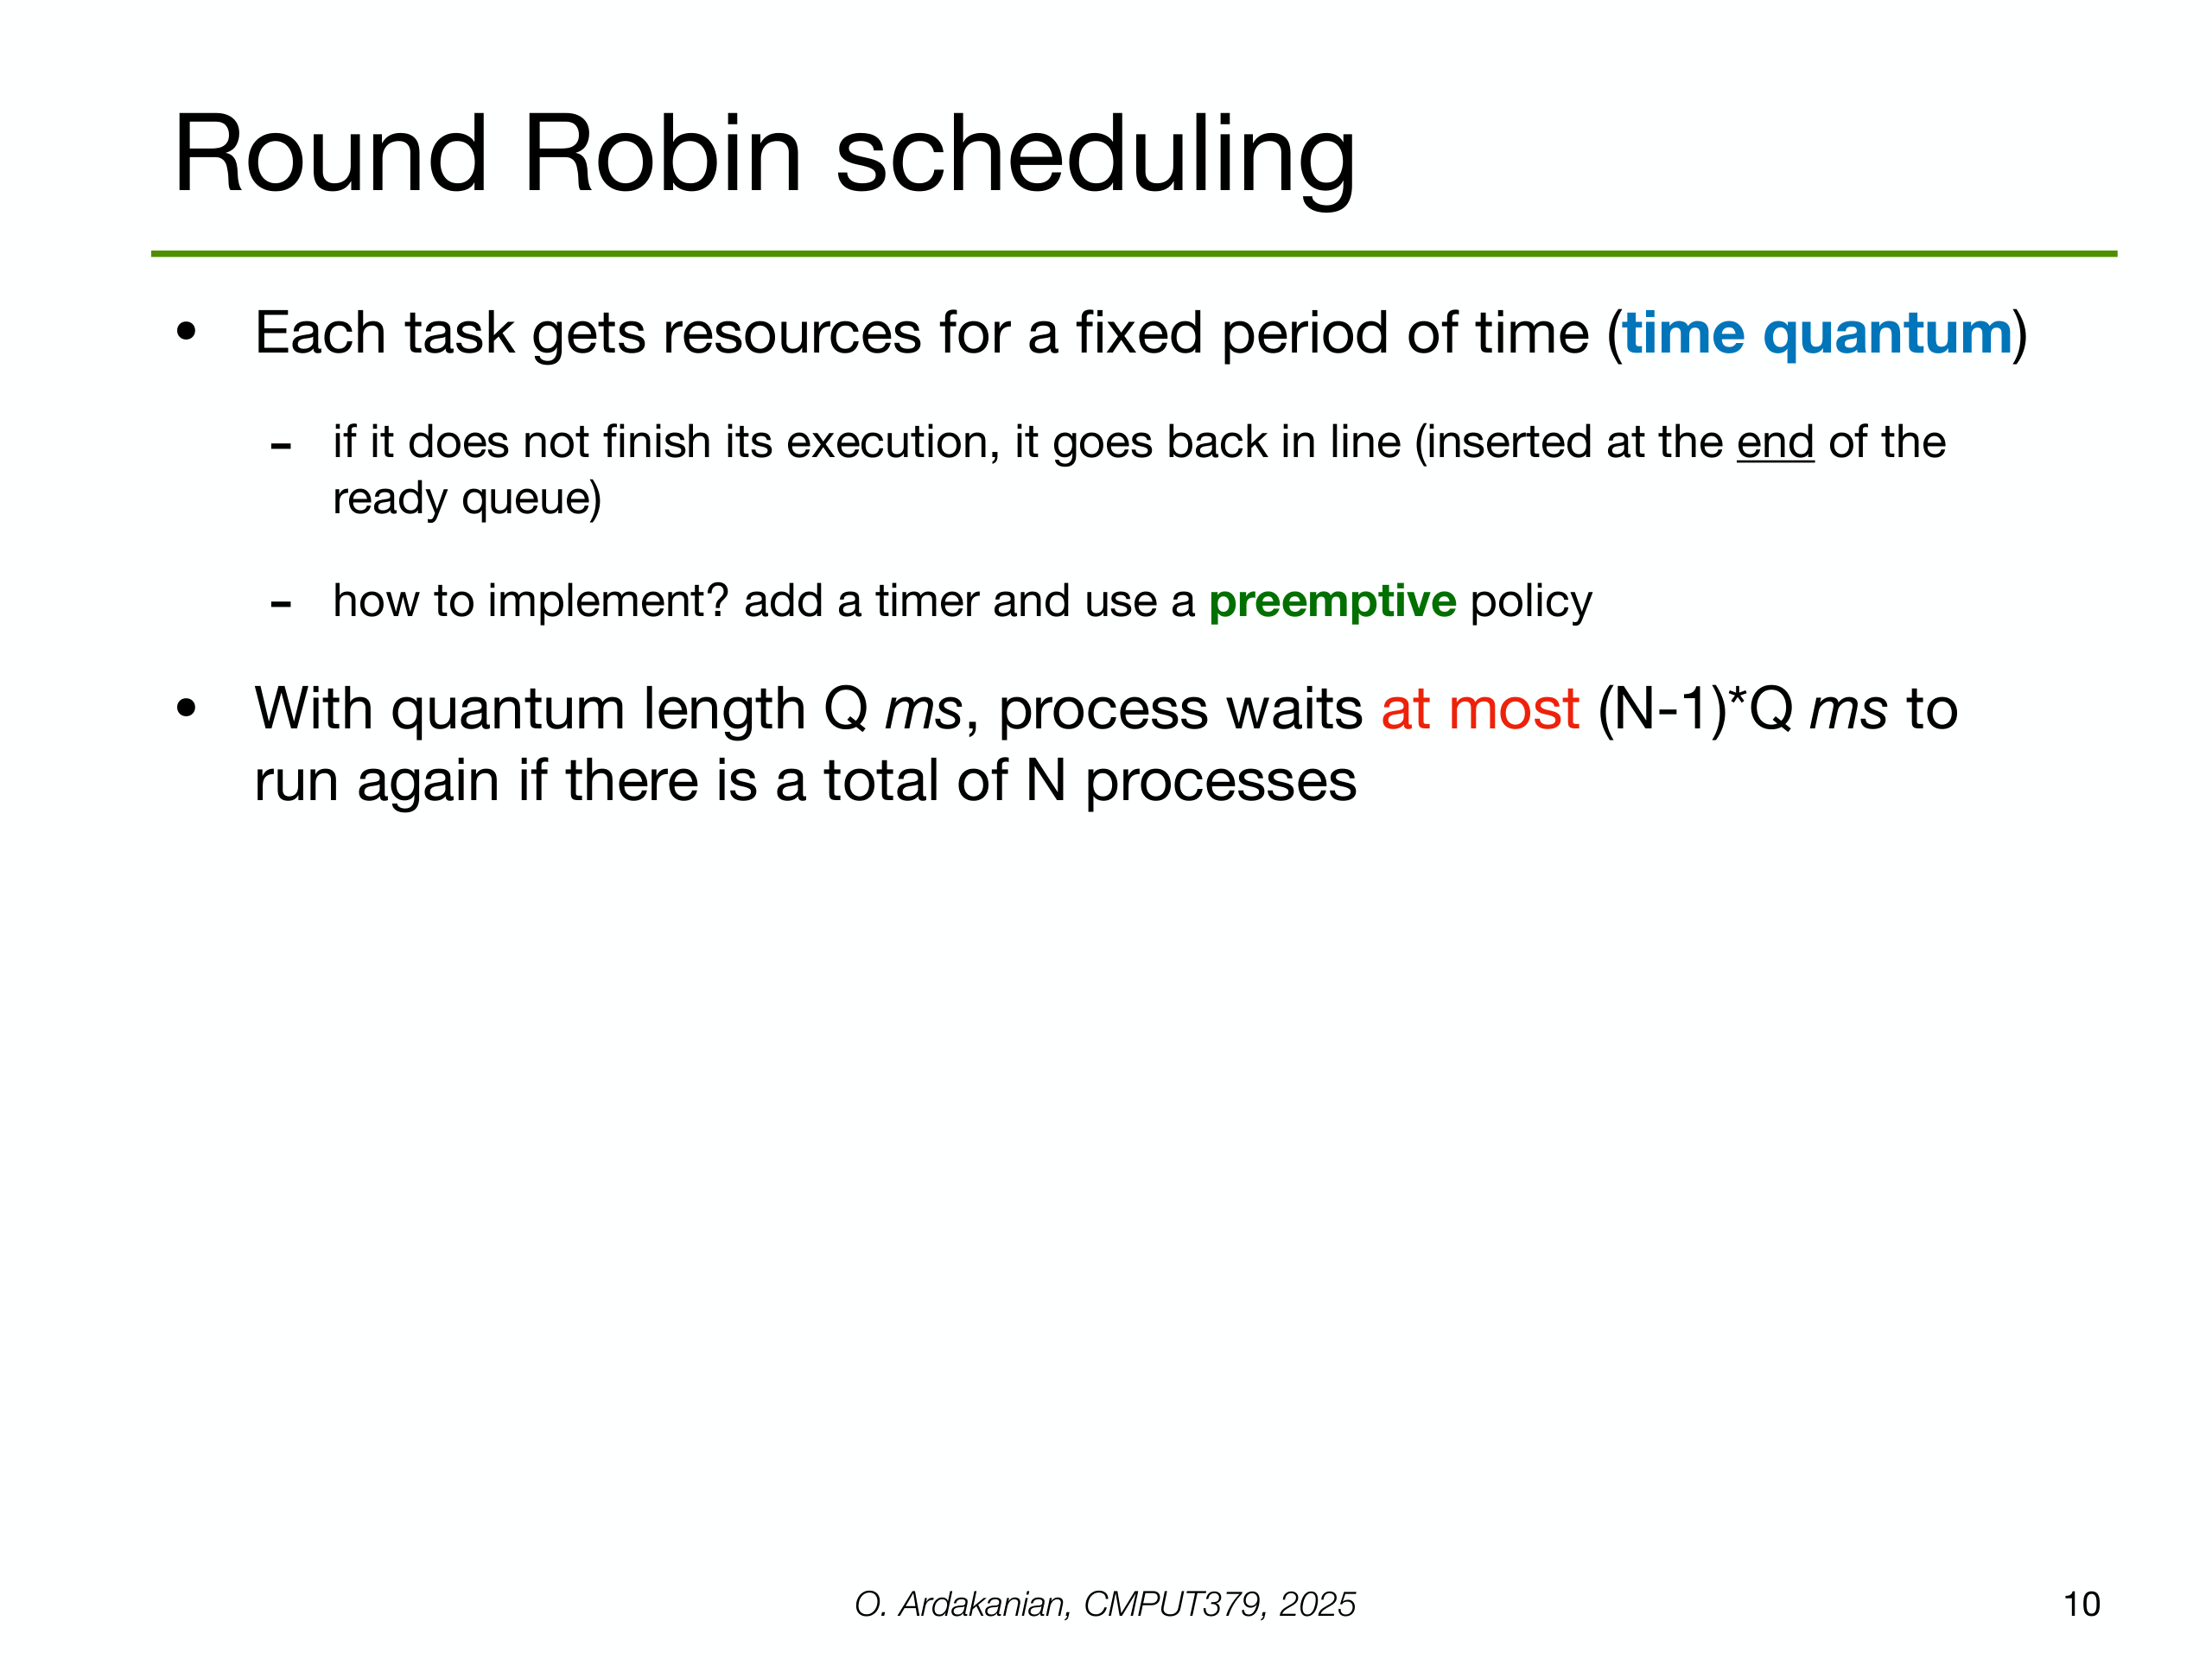 Round Robin scheduling
• Each task gets resources for a fixed period of time (time quantum)
- if it does not finish its execution, it goes back in line (inserted at the end of the
ready queue)
- how to implement? add a timer and use a preemptive policy
• With quantum length Q ms, process waits at most (N-1)*Q ms to
run again if there is a total of N processes
O. Ardakanian, CMPUT379, 2025
10